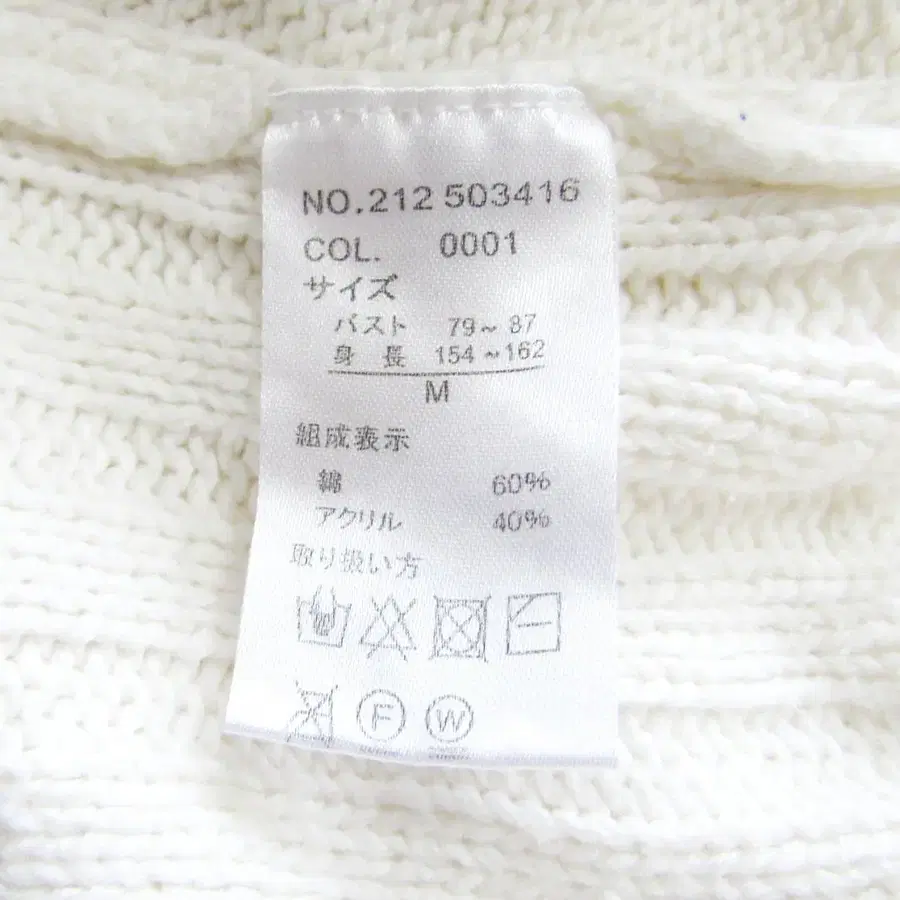 NO.212 503416
COL. 0001
サイズ
バスト 79~87
身長 154~162
M
組成表示
綿 60%
アクリル 40%
取り扱い方
F
W